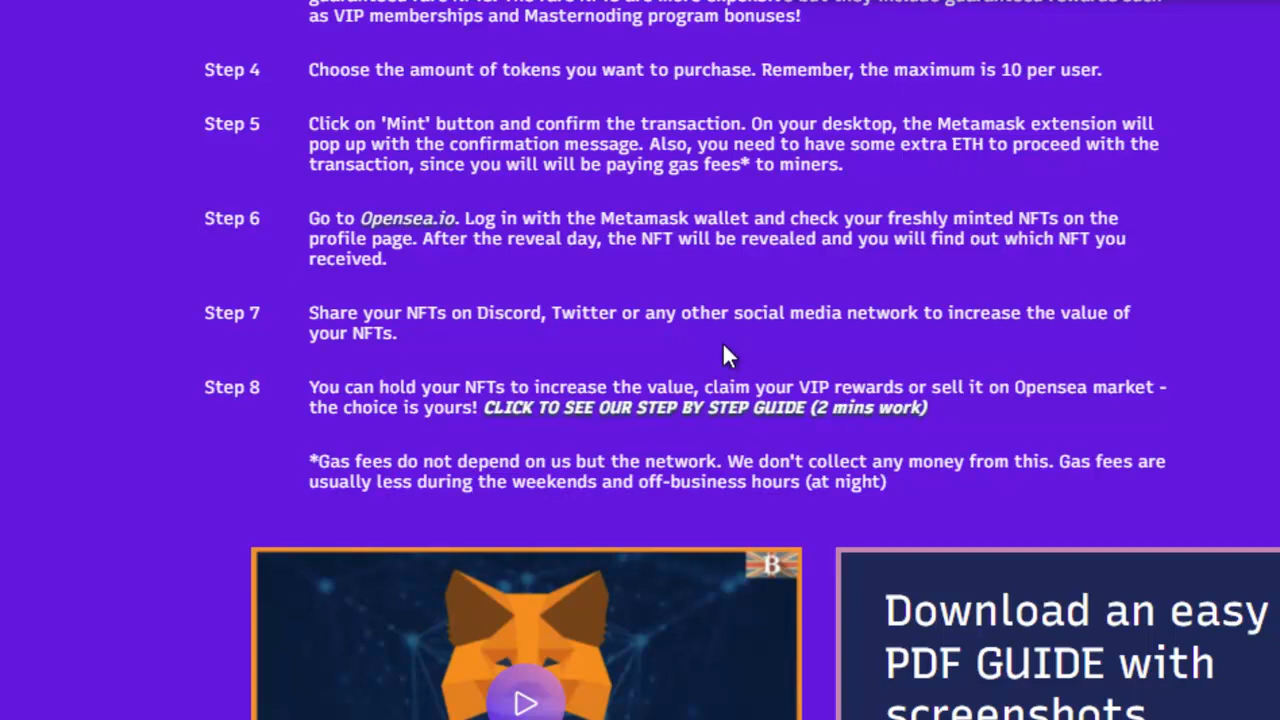 as VIP memberships and Masternoding program bonuses!
Step 4 Choose the amount of tokens you want to purchase. Remember, the maximum is 10 per user.
Step 5 Click on 'Mint' button and confirm the transaction. On your desktop, the Metamask extension will
pop up with the confirmation message. Also, you need to have some extra ETH to proceed with the
transaction, since you will will be paying gas fees* to miners.
Step 6 Go to Opensea.io. Log in with the Metamask wallet and check your freshly minted NFTs on the
profile page. After the reveal day, the NFT will be revealed and you will find out which NFT you
received.
Step 7 Share your NFTs on Discord, Twitter or any other social media network to increase the value of
your NFTs.
Step 8 You can hold your NFTs to increase the value, claim your VIP rewards or sell it on Opensea market -
the choice is yours! CLICK TO SEE OUR STEP BY STEP GUIDE (2 mins work)
*Gas fees do not depend on us but the network. We don't collect any money from this. Gas fees are
usually less during the weekends and off-business hours (at night)
B
Download an easy
PDF GUIDE with
screenshots